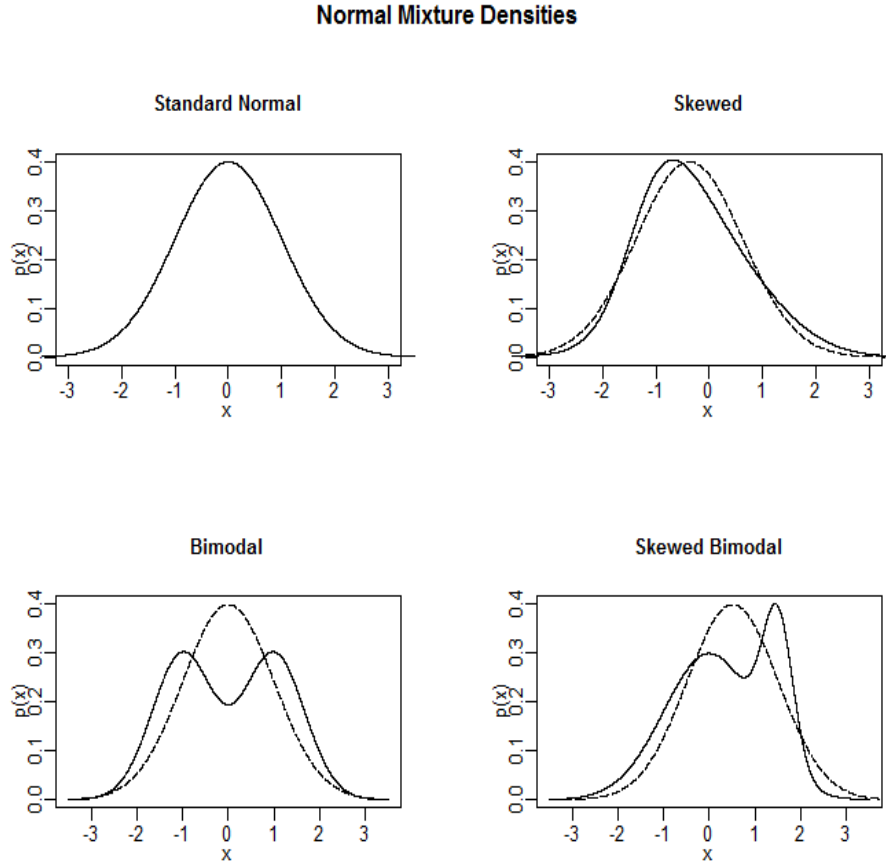 Normal Mixture Densities
Standard Normal
p(x)
0.0 0.1 0.2 0.3 0.4
-3 -2 -1 0 1 2 3
x
Skewed
p(x)
0.0 0.1 0.2 0.3 0.4
-3 -2 -1 0 1 2 3
x
Bimodal
p(x)
0.0 0.1 0.2 0.3 0.4
-3 -2 -1 0 1 2 3
x
Skewed Bimodal
p(x)
0.0 0.1 0.2 0.3 0.4
-3 -2 -1 0 1 2 3
x